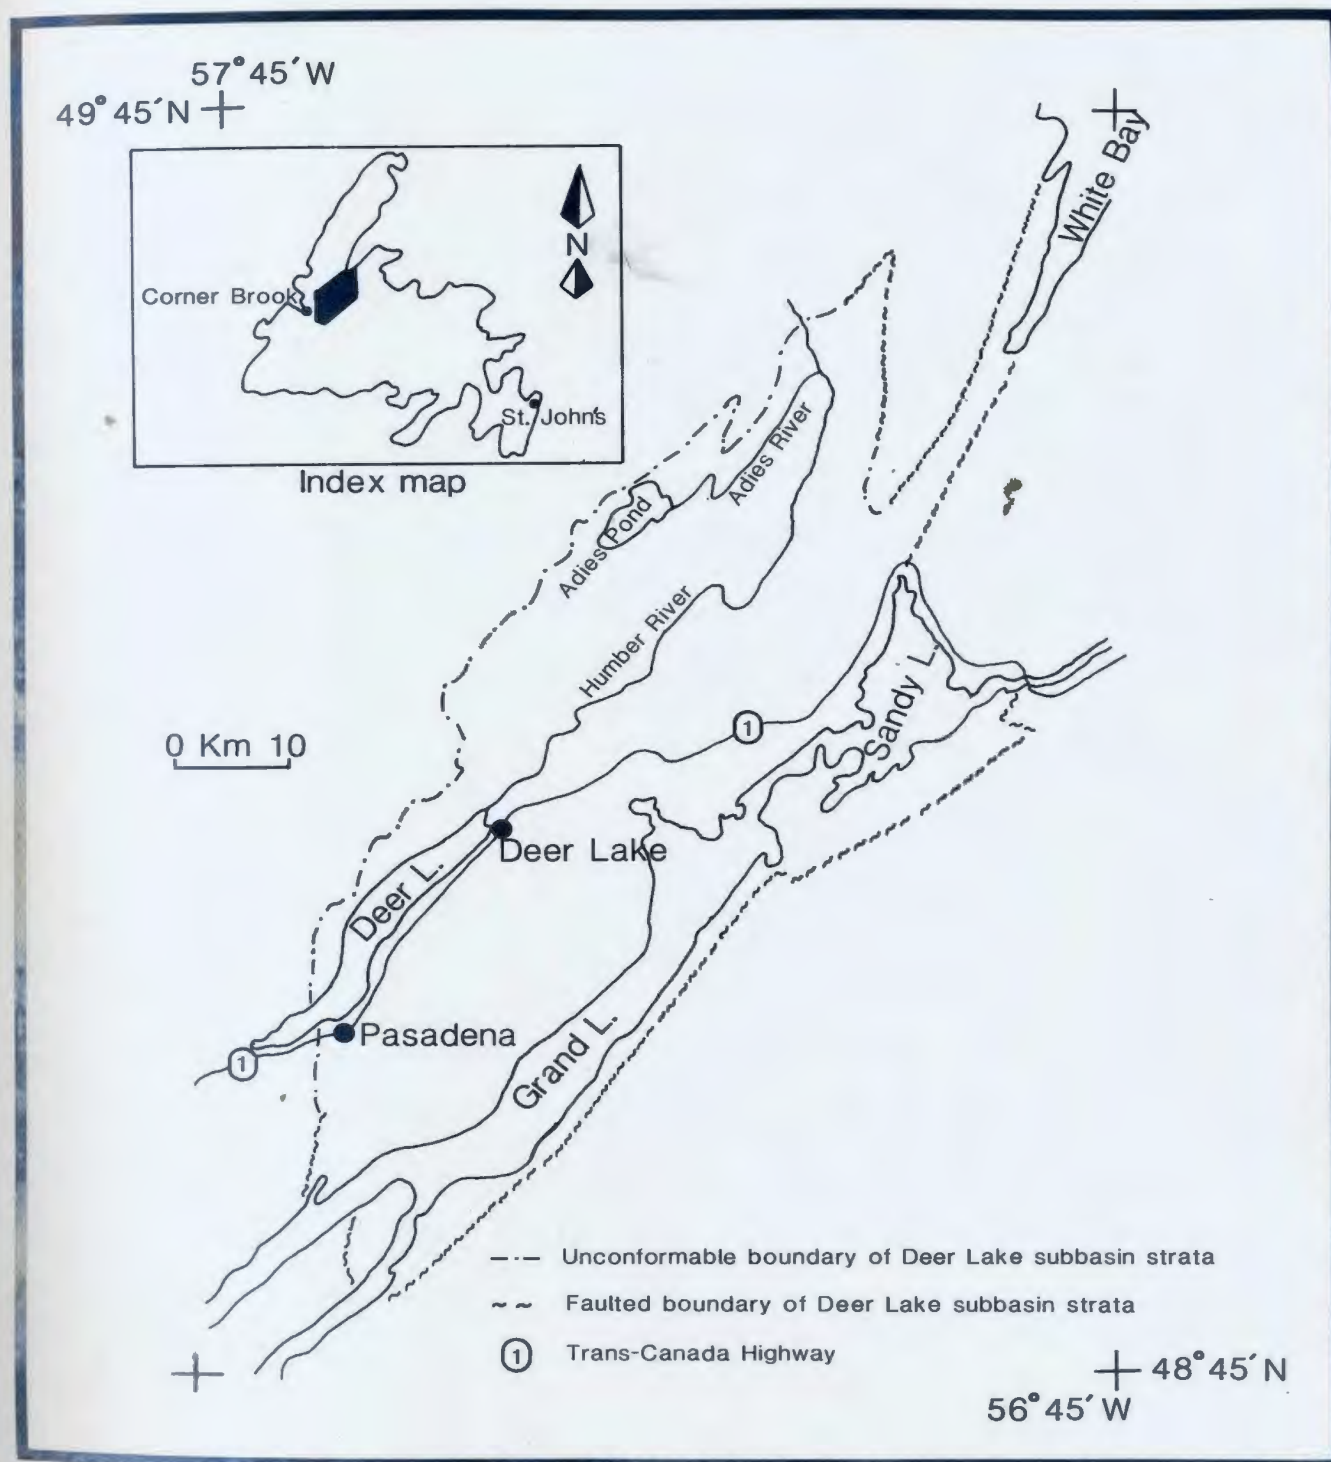 57°45′W
49°45′N
White Bay
N
Corner Brook
St. John's
Index map
Adies River
Adies Pond
Humber River
Sandy L.
0 Km 10
1
Deer Lake
Deer L.
Pasadena
1
Grand L.
Unconformable boundary of Deer Lake subbasin strata
Faulted boundary of Deer Lake subbasin strata
1 Trans-Canada Highway
48°45′N
56°45′W